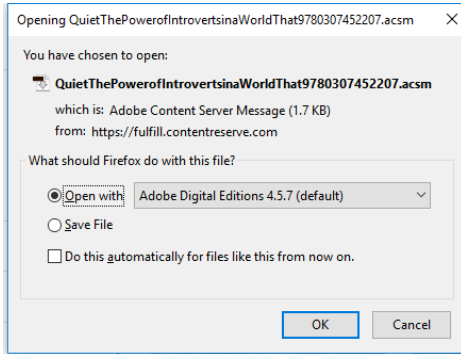 Opening QuietThePowerofIntrovertsinaWorldThat9780307452207.acsm
You have chosen to open:
QuietThePowerofIntrovertsinaWorldThat9780307452207.acsm
which is: Adobe Content Server Message (1.7 KB)
from: https://fulfill.contentreserve.com
What should Firefox do with this file?
Open with Adobe Digital Editions 4.5.7 (default)
Save File
Do this automatically for files like this from now on.
OK Cancel